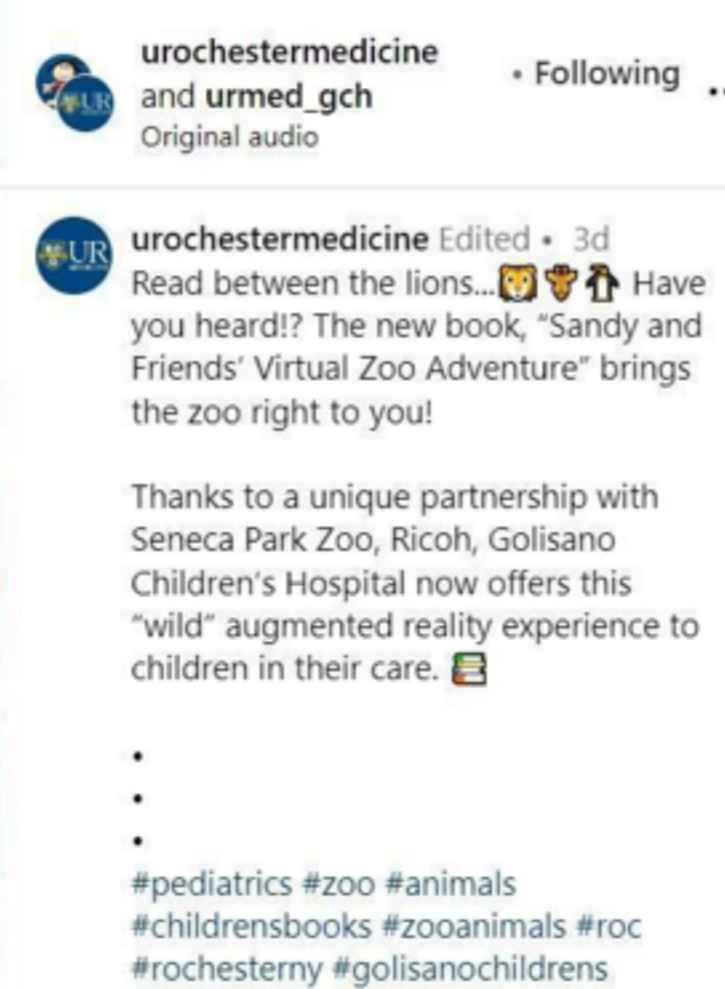 urochestermedicine
and urmed_gch
• Following
Original audio
UR
UR
urochestermedicine Edited • 3d
Read between the lions...🦁🦒🐧 Have
you heard!? The new book, "Sandy and
Friends' Virtual Zoo Adventure" brings
the zoo right to you!
Thanks to a unique partnership with
Seneca Park Zoo, Ricoh, Golisano
Children's Hospital now offers this
"wild" augmented reality experience to
children in their care. 📚
•
•
•
#pediatrics #zoo #animals
#childrensbooks #zooanimals #roc
#rochesterny #golisanochildrens